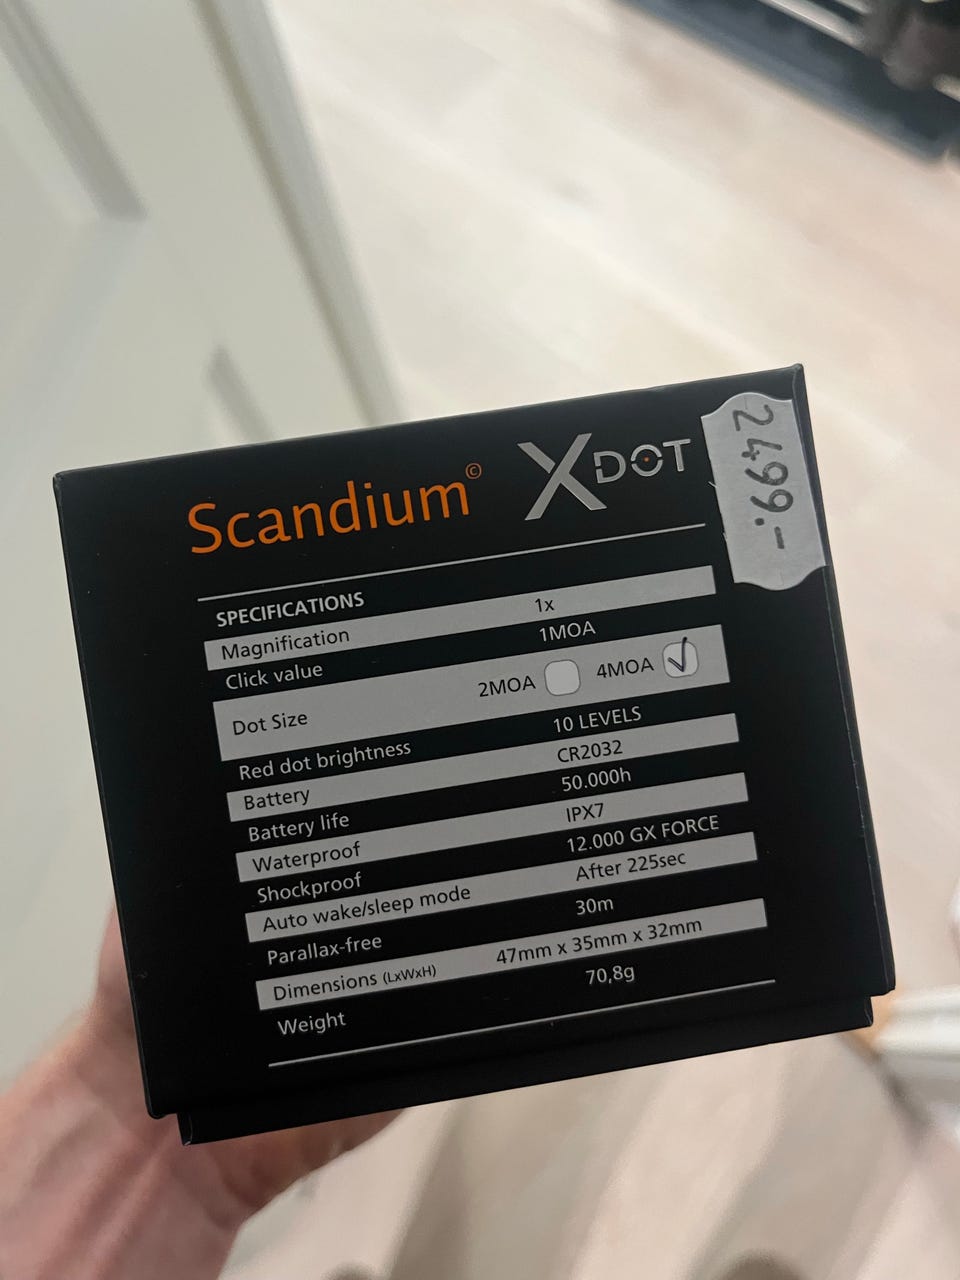 Scandium©
XDOT
2499.-
SPECIFICATIONS
Magnification 1x
Click value 1MOA
Dot Size 2MOA 4MOA ✓
Red dot brightness 10 LEVELS
Battery CR2032
Battery life 50.000h
Waterproof IPX7
Shockproof 12.000 GX FORCE
Auto wake/sleep mode After 225sec
Parallax-free 30m
Dimensions (LxWxH) 47mm x 35mm x 32mm
Weight 70,8g